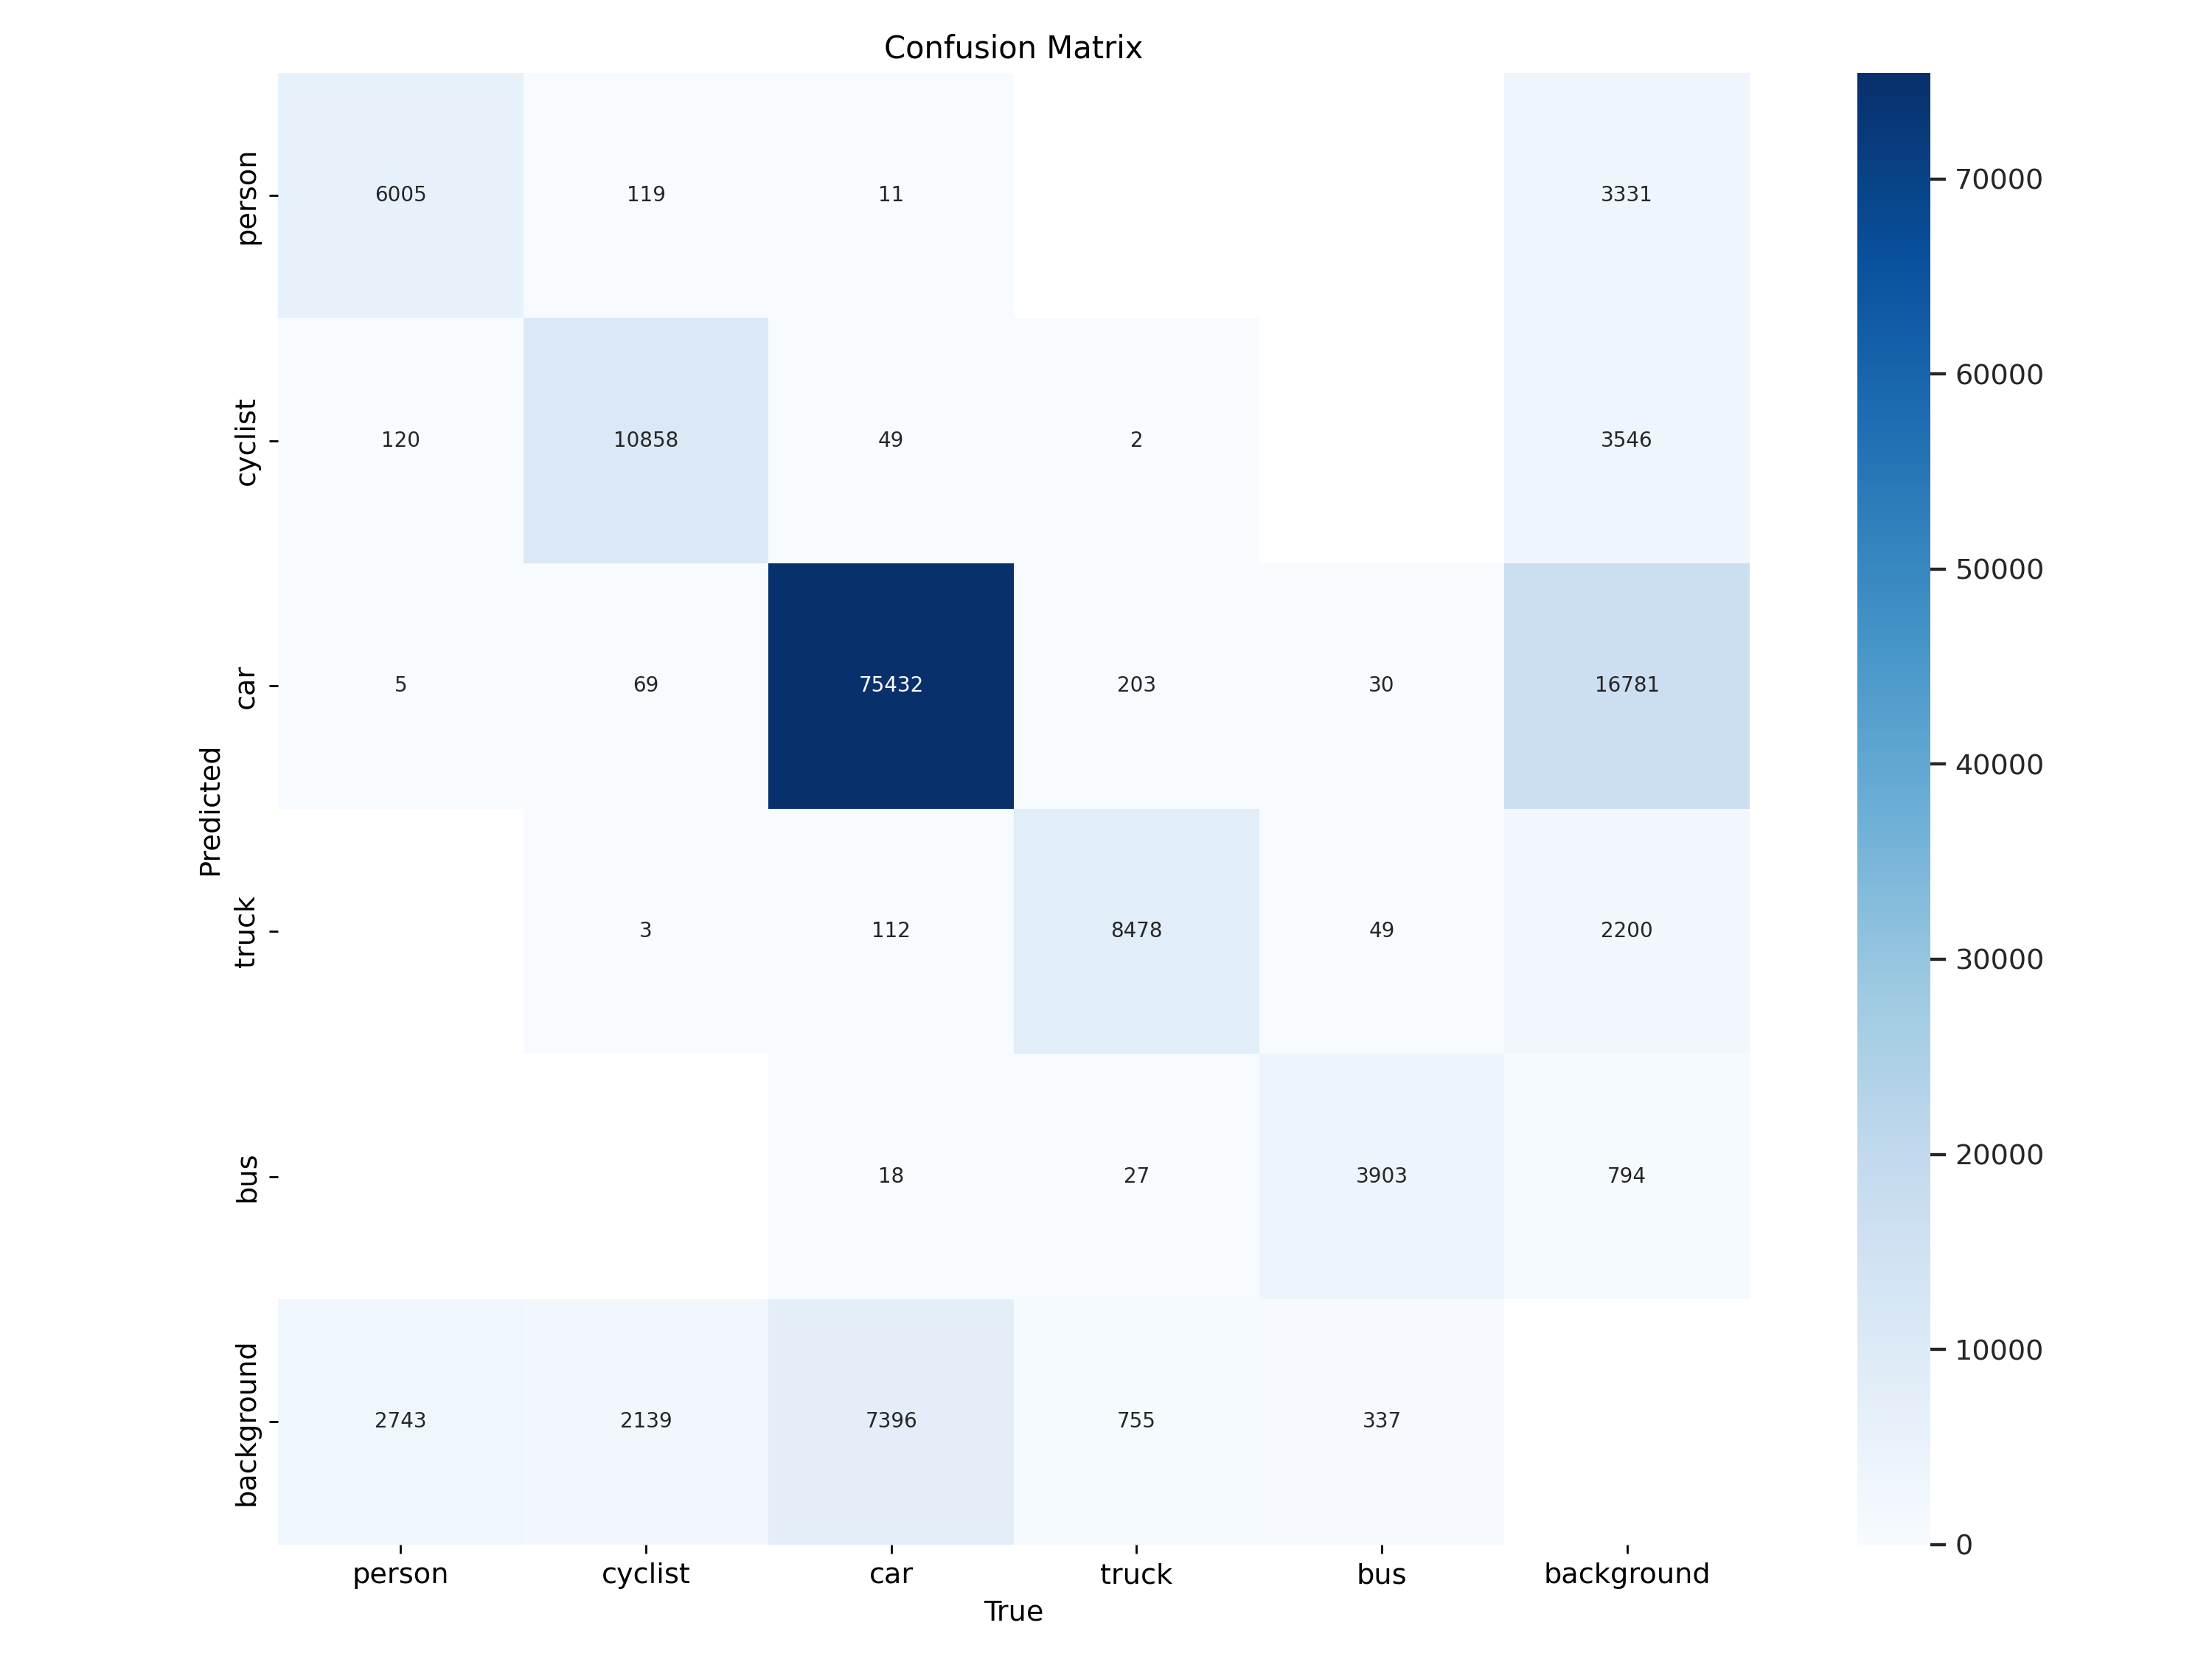 Confusion Matrix
person 6005 119 11 3331
cyclist 120 10858 49 2 3546
car 5 69 75432 203 30 16781
truck 3 112 8478 49 2200
bus 18 27 3903 794
background 2743 2139 7396 755 337
person cyclist car truck bus background
True
Predicted
70000
60000
50000
40000
30000
20000
10000
0